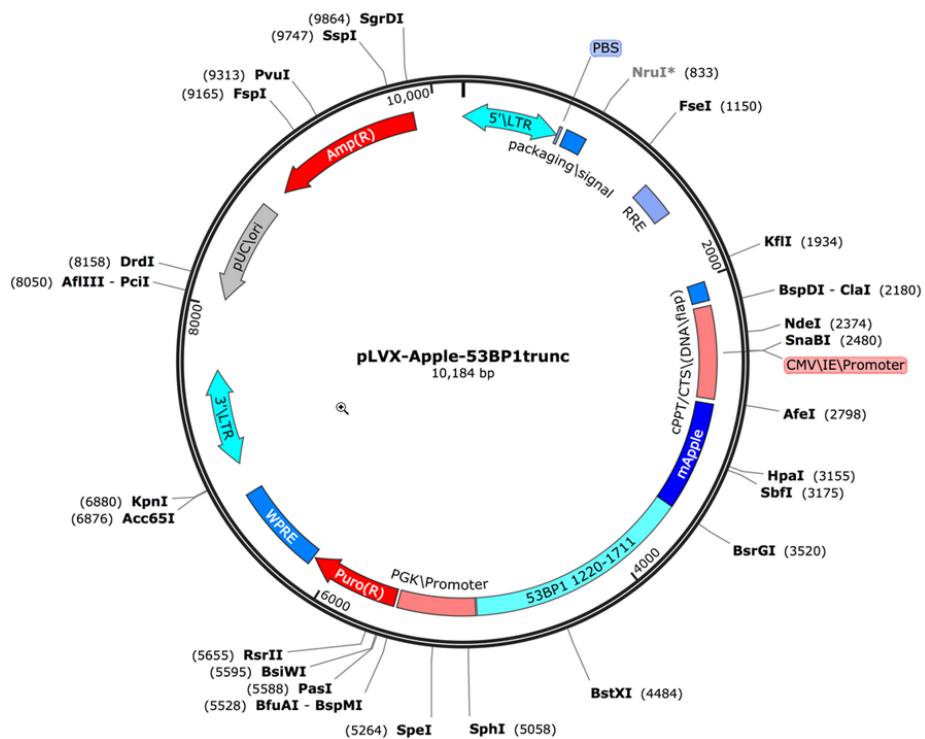 (9864) SgrDI
(9747) SspI
(9313) PvuI
(9165) FspI
10,000
PBS
NruI* (833)
FseI (1150)
5'\LTR
packaging\signal
Amp(R)
RRE
pUC\ori
2000
KflI (1934)
(8158) DrdI
(8050) AflIII - PciI
BspDI - ClaI (2180)
8000
NdeI (2374)
SnaBI (2480)
CMV\IE\Promoter
cPPT/CTS\(DNA\flap)
pLVX-Apple-53BP1trunc
10,184 bp
AfeI (2798)
3'\LTR
mApple
HpaI (3155)
SbfI (3175)
(6880) KpnI
(6876) Acc65I
WPRE
BsrGI (3520)
4000
53BP1 1220-1711
PGK\Promoter
Puro(R)
6000
(5655) RsrII
(5595) BsiWI
(5588) PasI
(5528) BfuAI - BspMI
(5264) SpeI
SphI (5058)
BstXI (4484)